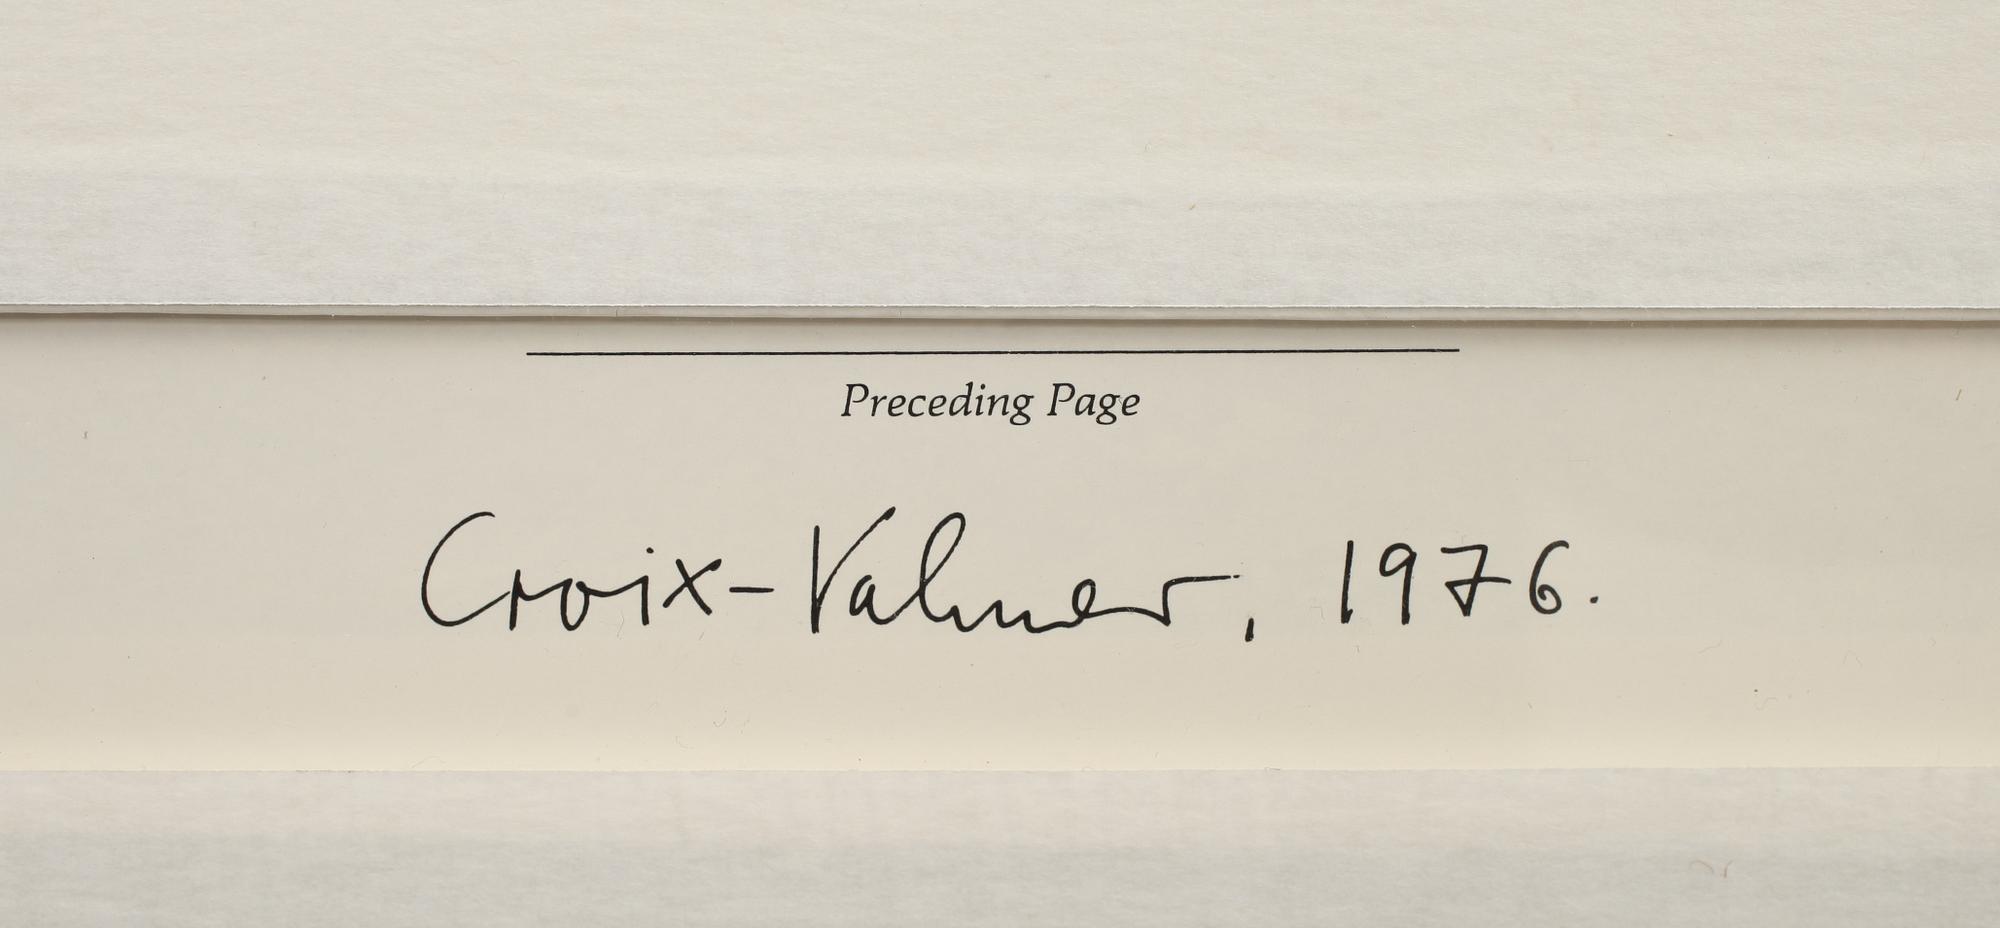 Preceding Page
Croix-Valmer, 1976.